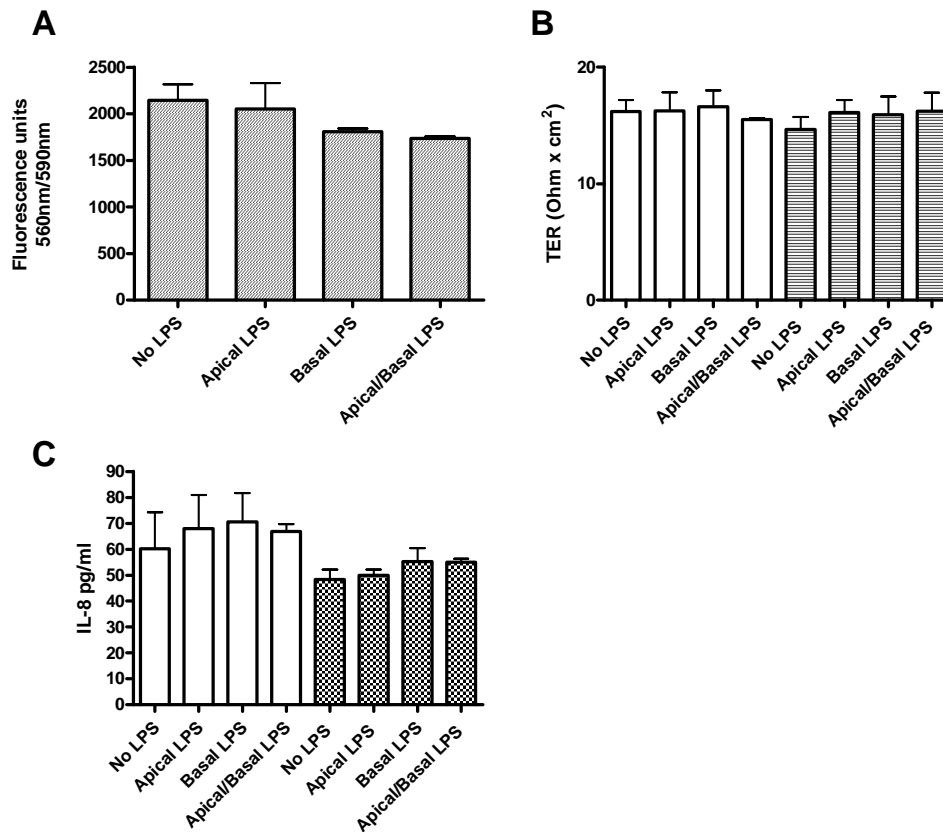 A
Fluorescence units
560nm/590nm
2500
2000
1500
1000
500
0
No LPS
Apical LPS
Basal LPS
Apical/Basal LPS
B
TER (Ohm x cm²)
20
10
0
No LPS
Apical LPS
Basal LPS
Apical/Basal LPS
No LPS
Apical LPS
Basal LPS
Apical/Basal LPS
C
IL-8 pg/ml
90
80
70
60
50
40
30
20
10
0
No LPS
Apical LPS
Basal LPS
Apical/Basal LPS
No LPS
Apical LPS
Basal LPS
Apical/Basal LPS